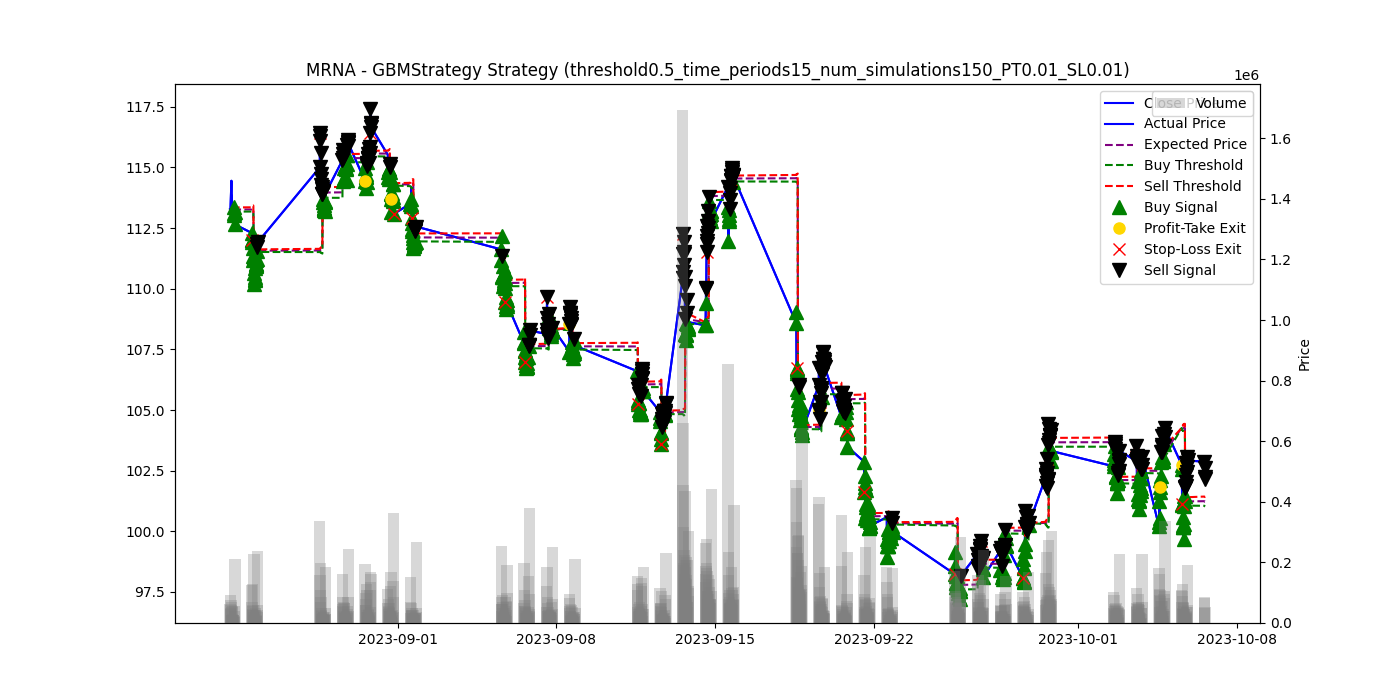 MRNA - GBMStrategy Strategy (threshold0.5_time_periods15_num_simulations150_PT0.01_SL0.01)
1e6
117.5
115.0
112.5
110.0
107.5
105.0
102.5
100.0
97.5
Close Price
Volume
Actual Price
Expected Price
Buy Threshold
Sell Threshold
Buy Signal
Profit-Take Exit
Stop-Loss Exit
Sell Signal
1.6
1.4
1.2
1.0
0.8
0.6
0.4
0.2
0.0
Price
2023-09-01
2023-09-08
2023-09-15
2023-09-22
2023-10-01
2023-10-08